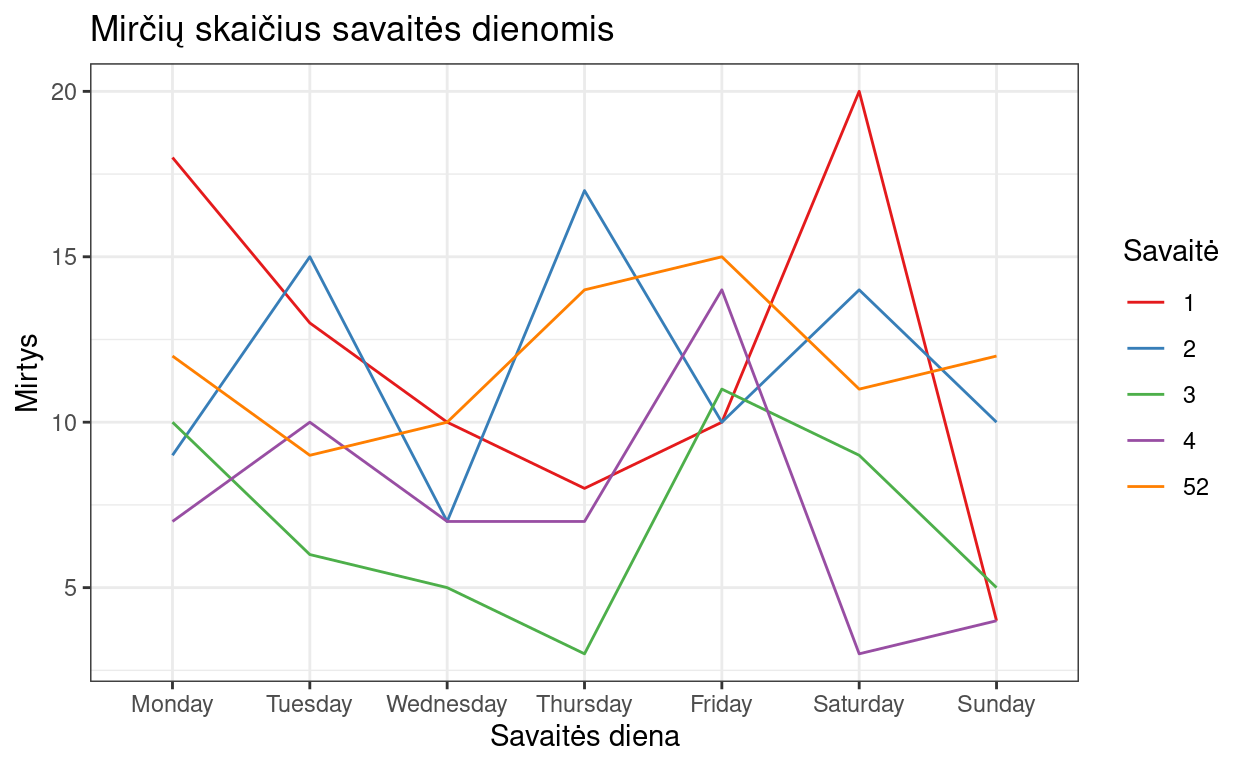 Mirčių skaičius savaitės dienomis
Mirtys
20
15
10
5
Monday Tuesday Wednesday Thursday Friday Saturday Sunday
Savaitės diena
Savaitė
1
2
3
4
52